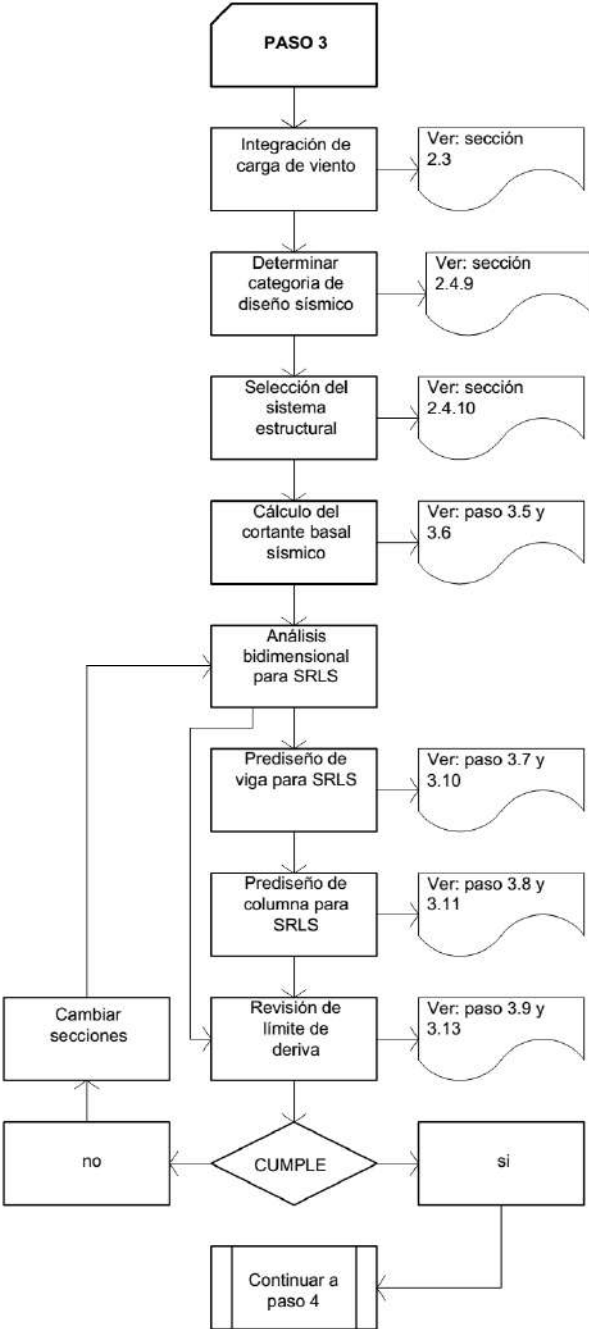 PASO 3
Integración de
carga de viento
Ver: sección
2.3
Determinar
categoria de
diseño sísmico
Ver: sección
2.4.9
Selección del
sistema
estructural
Ver: sección
2.4.10
Cálculo del
cortante basal
sísmico
Ver: paso 3.5 y
3.6
Análisis
bidimensional
para SRLS
Prediseño de
viga para SRLS
Ver: paso 3.7 y
3.10
Prediseño de
columna para
SRLS
Ver: paso 3.8 y
3.11
Cambiar
secciones
Revisión de
límite de
deriva
Ver: paso 3.9 y
3.13
no
CUMPLE
si
Continuar a
paso 4